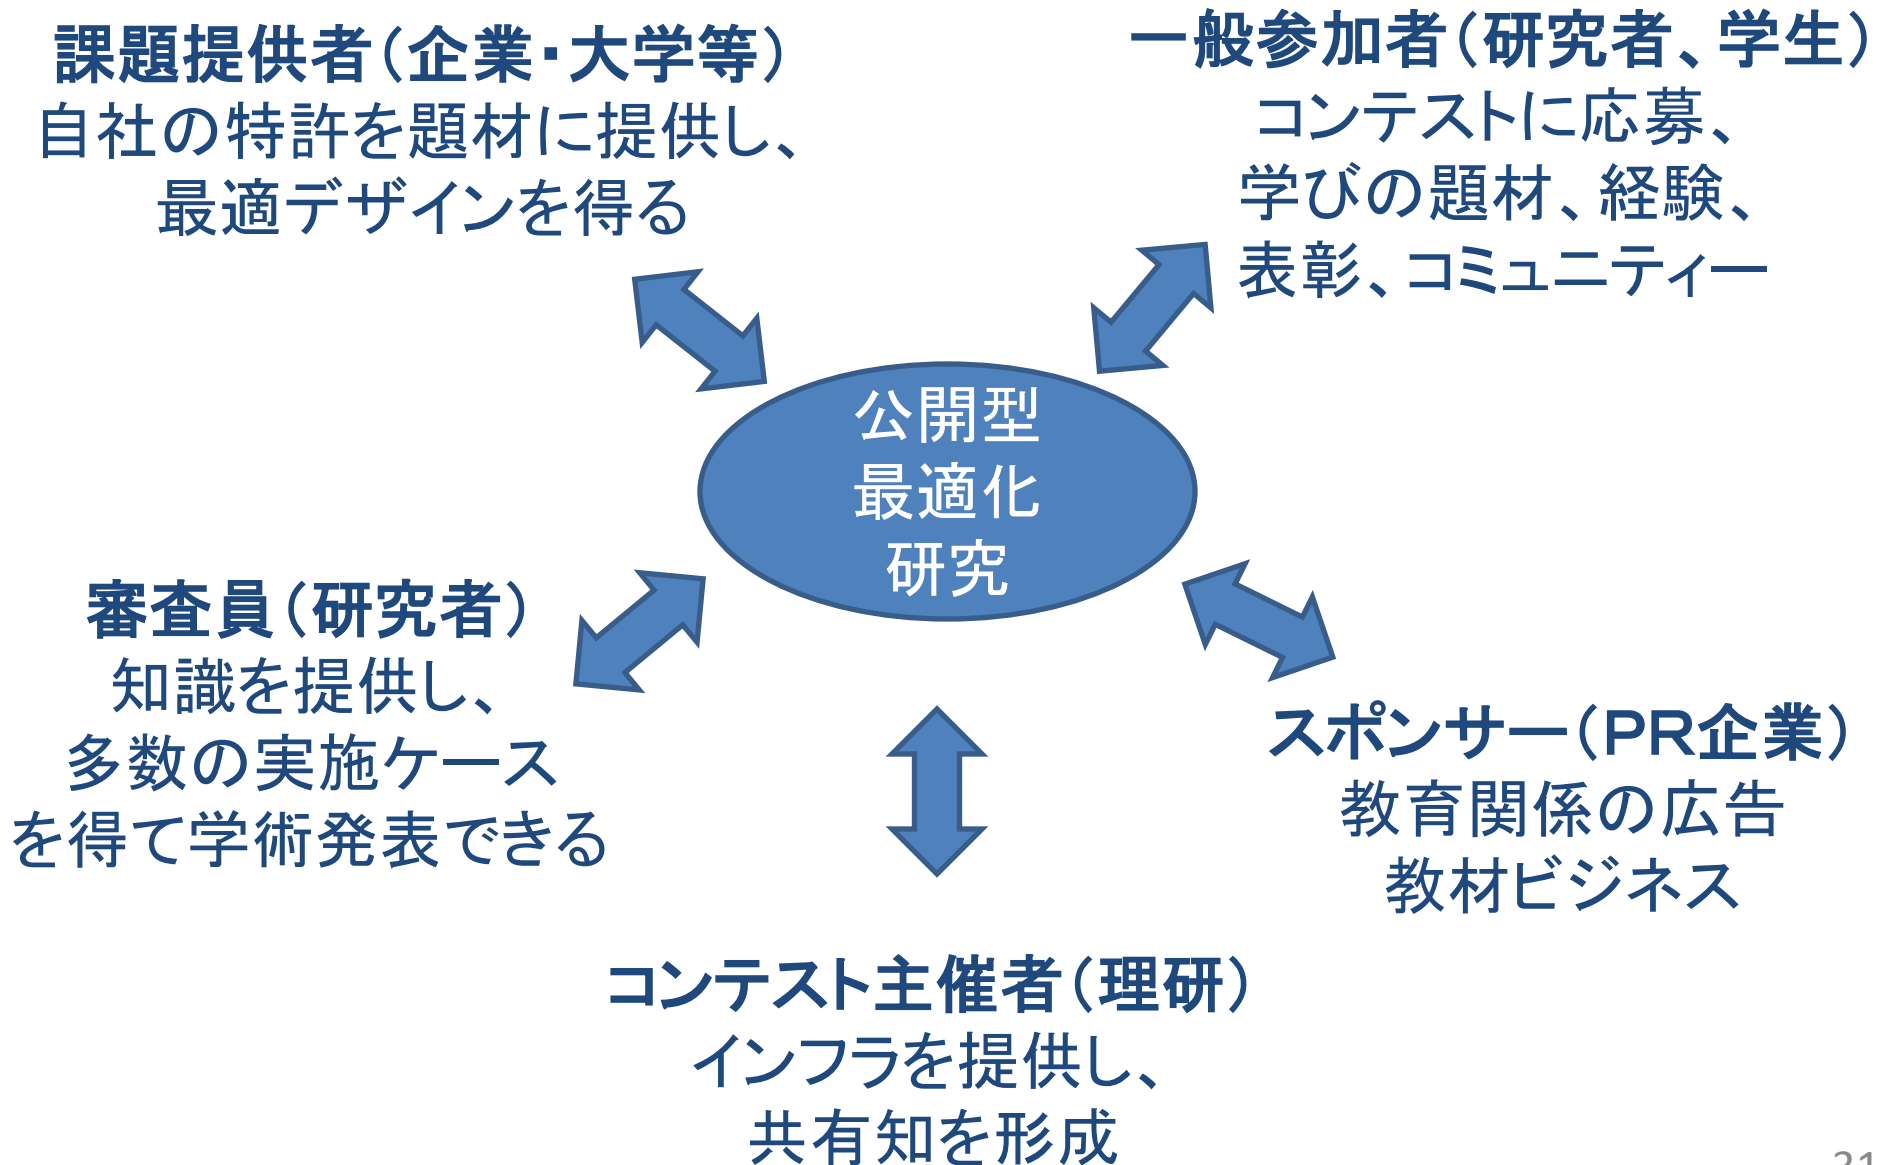 課題提供者（企業・大学等）
自社の特許を題材に提供し、
最適デザインを得る
一般参加者（研究者、学生）
コンテストに応募、
学びの題材、経験、
表彰、コミュニティー
公開型
最適化
研究
審査員（研究者）
知識を提供し、
多数の実施ケース
を得て学術発表できる
スポンサー（PR企業）
教育関係の広告
教材ビジネス
コンテスト主催者（理研）
インフラを提供し、
共有知を形成
21